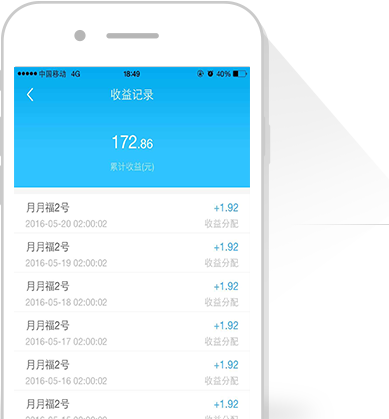 中国移动 4G 18:49 40%
收益记录
172.86
累计收益(元)
月月福2号 +1.92
2016-05-20 02:00:02 收益分配
月月福2号 +1.92
2016-05-19 02:00:02 收益分配
月月福2号 +1.92
2016-05-18 02:00:02 收益分配
月月福2号 +1.92
2016-05-17 02:00:02 收益分配
月月福2号 +1.92
2016-05-16 02:00:02 收益分配
月月福2号 +1.92